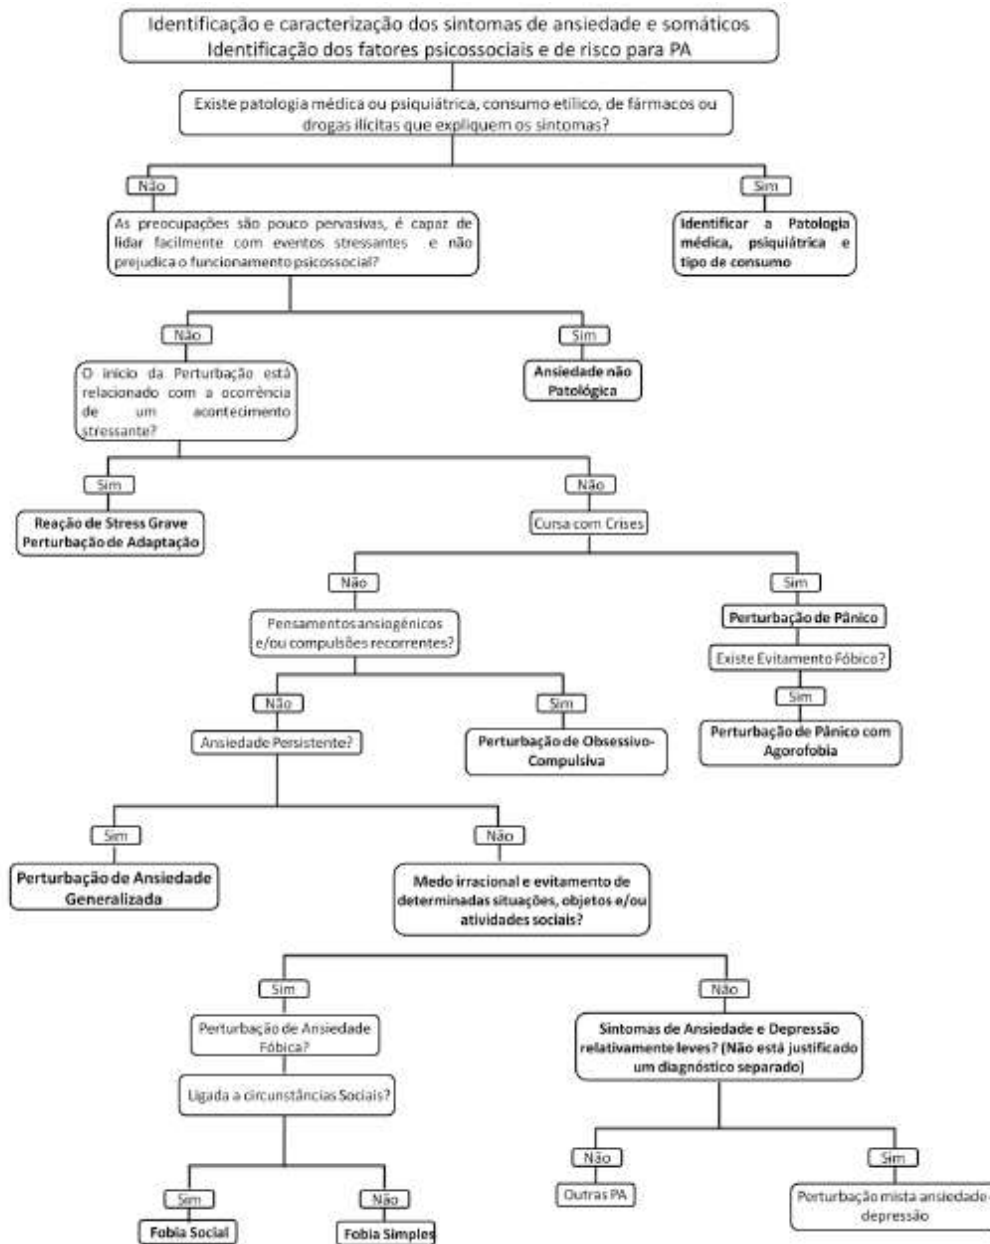 Identificação e caracterização dos sintomas de ansiedade e somáticos
Identificação dos fatores psicossociais e de risco para PA
Existe patologia médica ou psiquiátrica, consumo etílico, de fármacos ou
drogas ilícitas que expliquem os sintomas?
Não
Sim
As preocupações são pouco pervasivas, é capaz de
lidar facilmente com eventos stressantes e não
prejudica o funcionamento psicossocial?
Identificar a Patologia
médica, psiquiátrica e
tipo de consumo
Não
Sim
O início da Perturbação está
relacionado com a ocorrência
de um acontecimento
stressante?
Ansiedade não
Patológica
Sim
Não
Reação de Stress Grave
Perturbação de Adaptação
Cursa com Crises
Não
Sim
Pensamentos ansiogénicos
e/ou compulsões recorrentes?
Perturbação de Pânico
Existe Evitamento Fóbico?
Não
Sim
Sim
Ansiedade Persistente?
Perturbação de Obsessivo-
Compulsiva
Perturbação de Pânico com
Agorofobia
Sim
Não
Perturbação de Ansiedade
Generalizada
Medo irracional e evitamento de
determinadas situações, objetos e/ou
atividades sociais?
Sim
Não
Perturbação de Ansiedade
Fóbica?
Sintomas de Ansiedade e Depressão
relativamente leves? (Não está justificado
um diagnóstico separado)
Ligada a circunstâncias Sociais?
Não
Sim
Outras PA
Perturbação mista ansiedade e
depressão
Sim
Não
Fobia Social
Fobia Simples